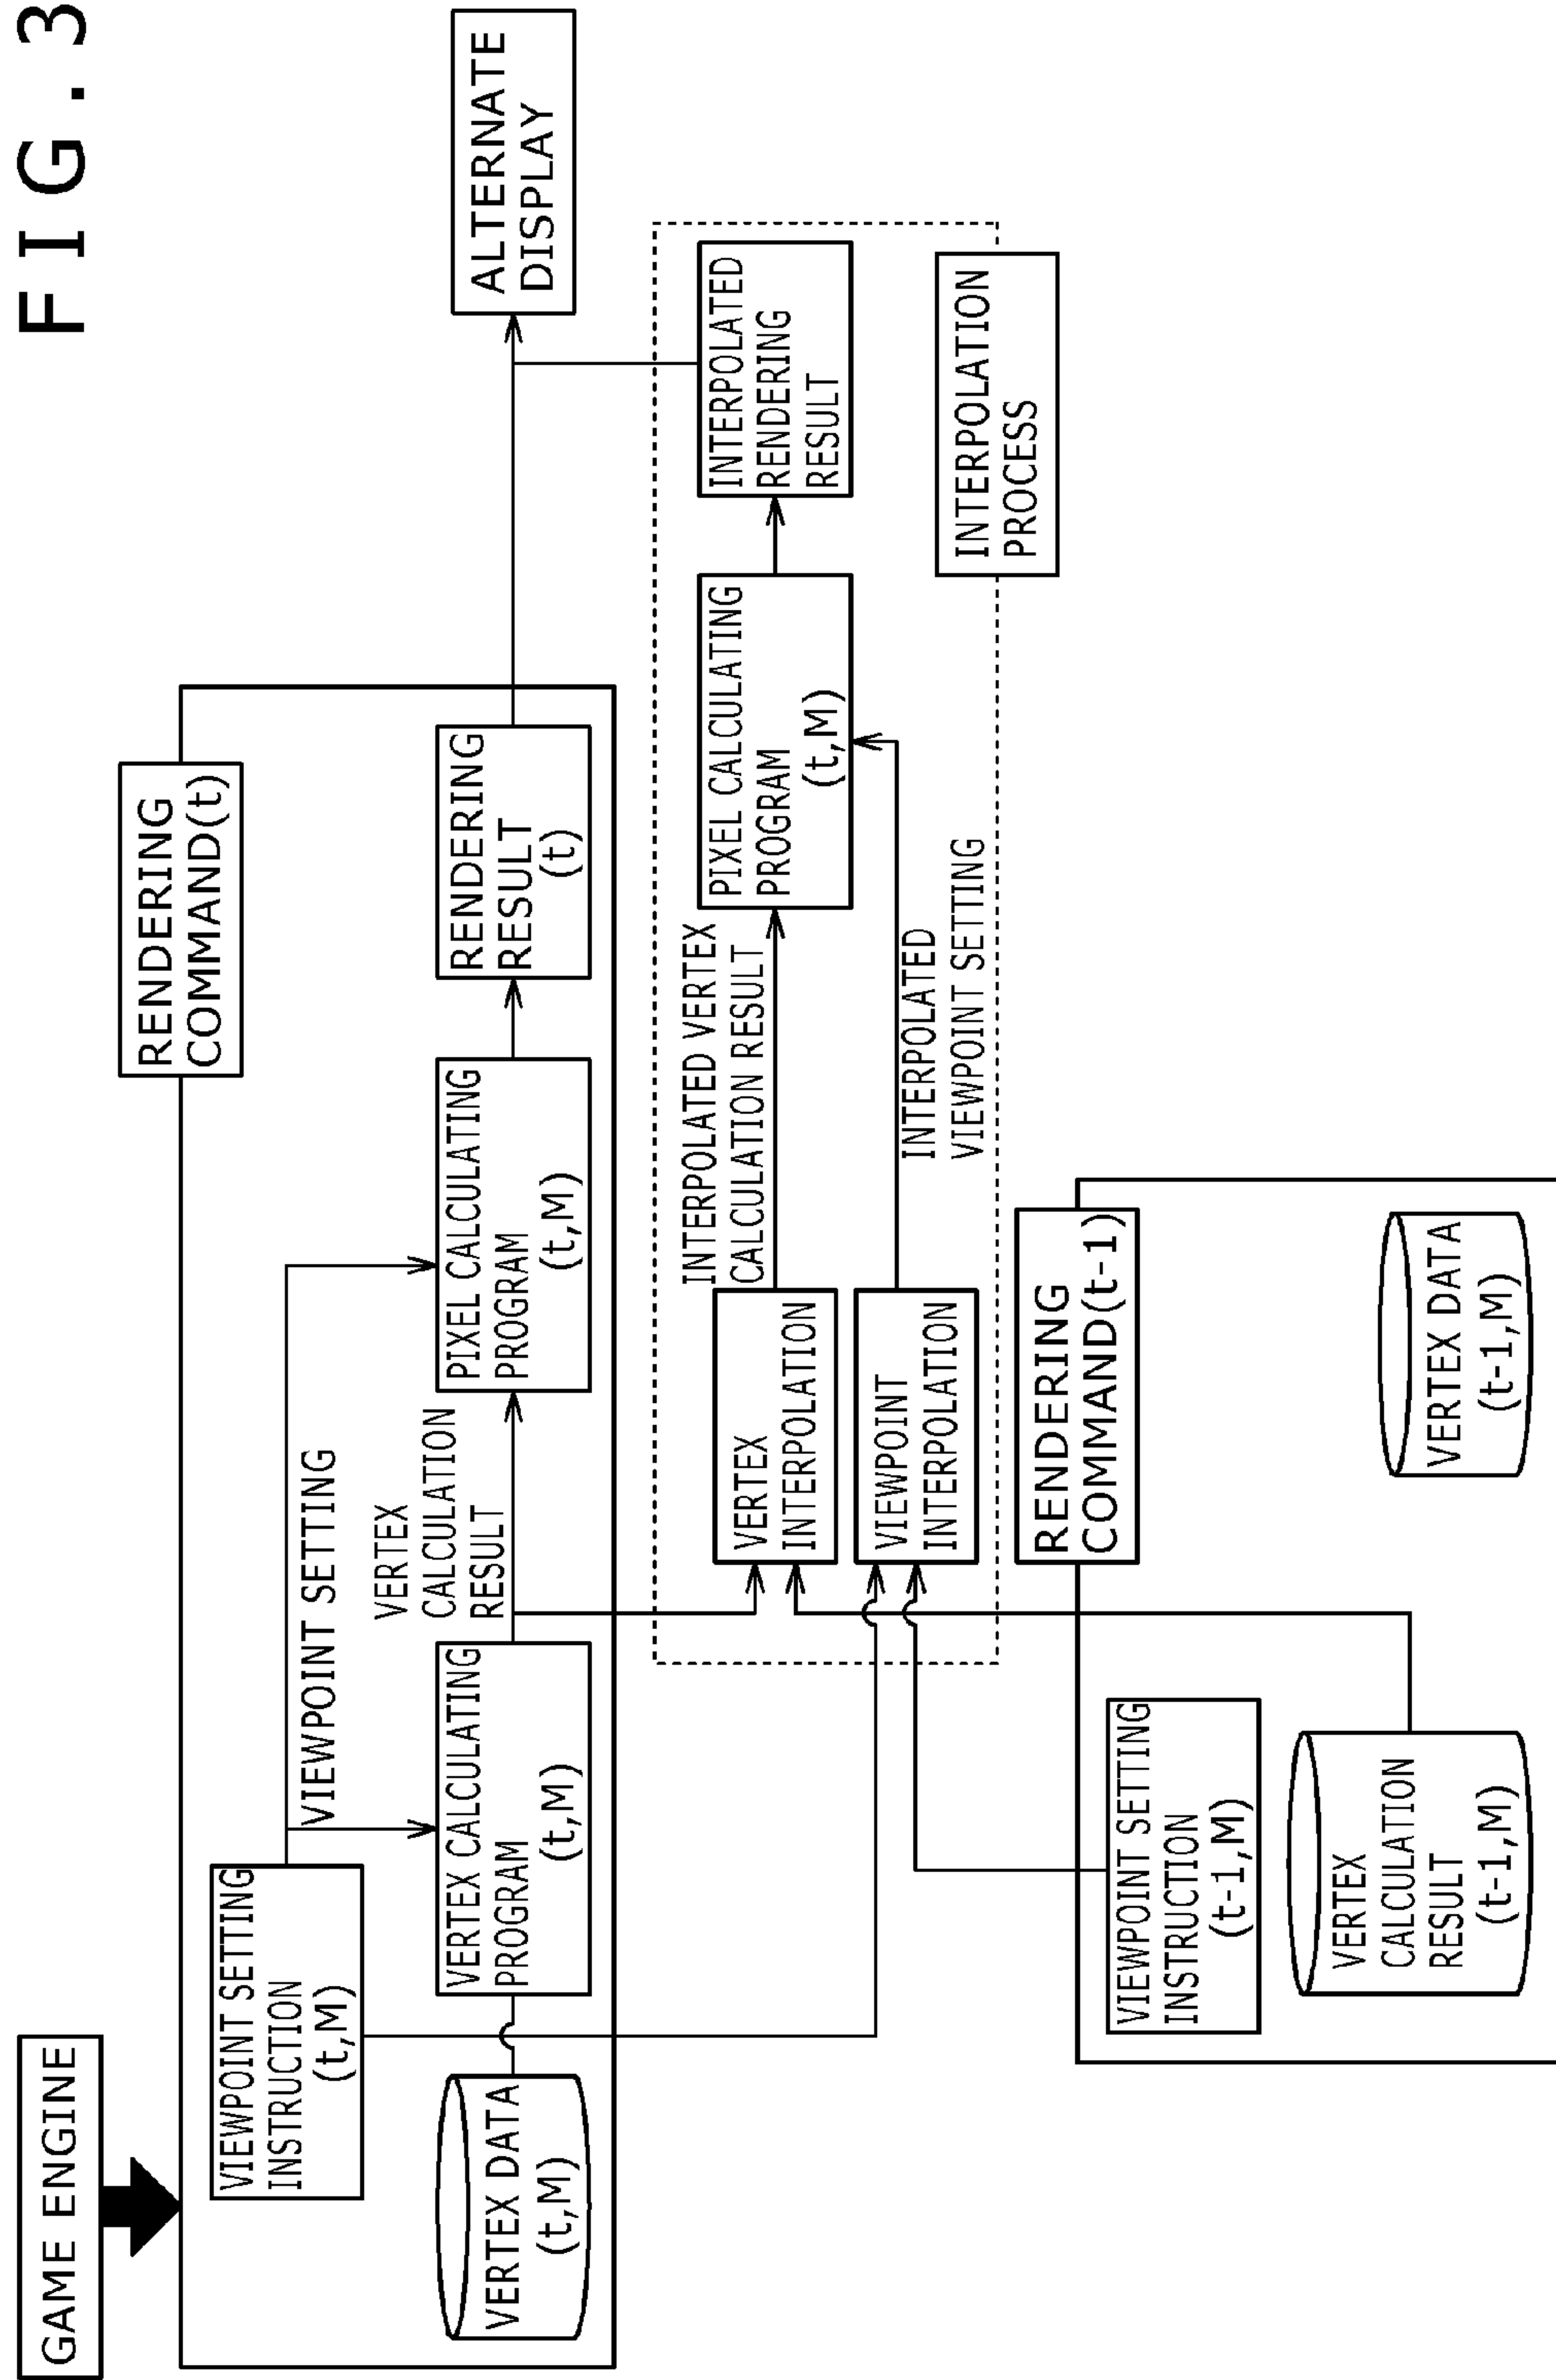 FIG.3
GAME ENGINE
RENDERING
COMMAND(t)
VIEWPOINT SETTING
INSTRUCTION
(t,M)
VIEWPOINT SETTING
VERTEX
CALCULATION
RESULT
VERTEX DATA
(t,M)
VERTEX CALCULATING
PROGRAM
(t,M)
PIXEL CALCULATING
PROGRAM
(t,M)
RENDERING
RESULT
(t)
ALTERNATE
DISPLAY
VERTEX
INTERPOLATION
INTERPOLATED VERTEX
CALCULATION RESULT
PIXEL CALCULATING
PROGRAM
(t,M)
INTERPOLATED
RENDERING
RESULT
VIEWPOINT
INTERPOLATION
INTERPOLATED
VIEWPOINT SETTING
INTERPOLATION
PROCESS
RENDERING
COMMAND(t-1)
VIEWPOINT SETTING
INSTRUCTION
(t-1,M)
VERTEX
CALCULATION
RESULT
(t-1,M)
VERTEX DATA
(t-1,M)